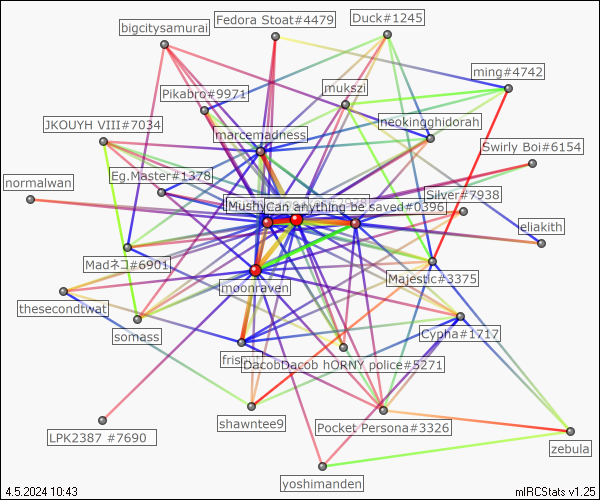 Fedora Stoat#4479
Duck#1245
bigcitysamurai
ming#4742
Pikabro#9971
mukszi
JKOUYH VIII#7034
neokingghidorah
marcemadness
Swirly Boi#6154
Eg.Master#1378
normalwan
Silver#7938
MushyCan anything be saved#0396
eliakith
Madネコ#6901
Majestic#3375
moonraven
thesecondtwat
somass
Cypha#1717
DacobDacob hORNY police#5271
shawntee9
Pocket Persona#3326
LPK2387 #7690
zebula
yoshimanden
4.5.2024 10:43
mIRCStats v1.25